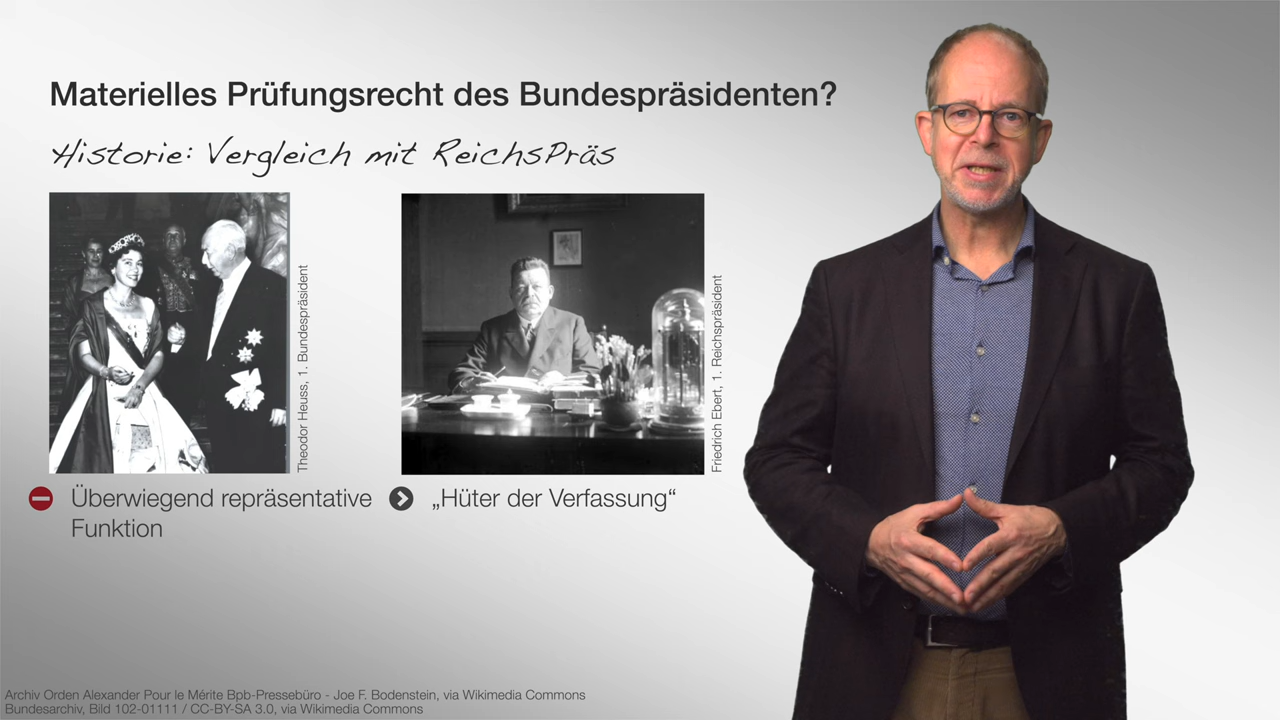 Materielles Prüfungsrecht des Bundespräsidenten?
Historie: Vergleich mit ReichsPräs
Theodor Heuss, 1. Bundespräsident
Friedrich Ebert, 1. Reichspräsident
Überwiegend repräsentative
Funktion
„Hüter der Verfassung“
Archiv Orden Alexander Pour le Mérite Bpb-Pressebüro - Joe F. Bodenstein, via Wikimedia Commons
Bundesarchiv, Bild 102-01111 / CC-BY-SA 3.0, via Wikimedia Commons